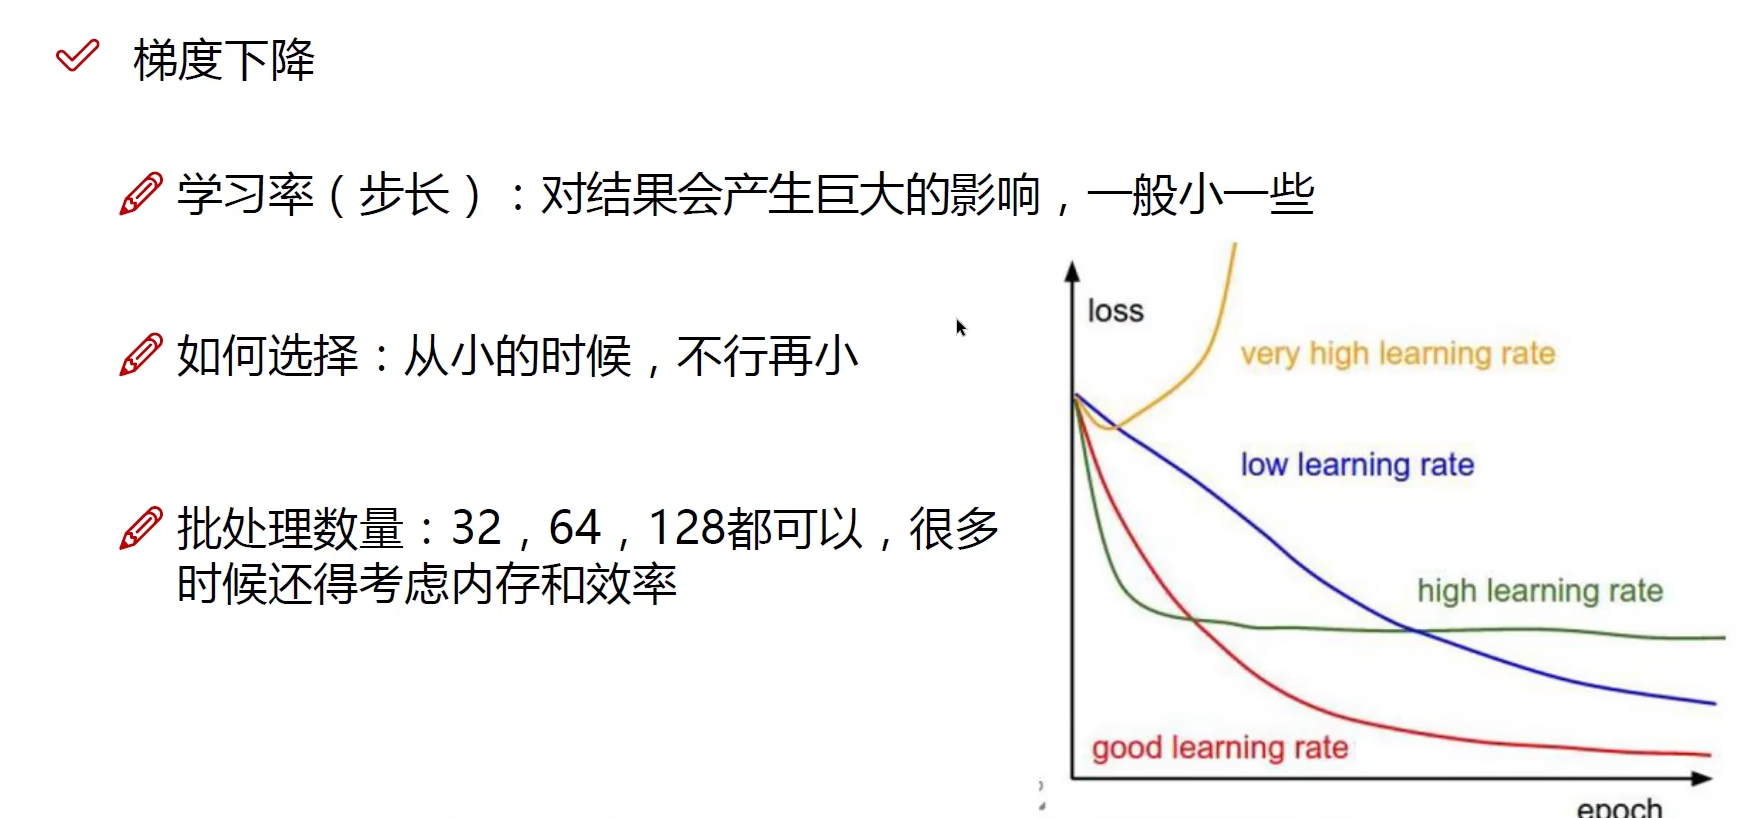 梯度下降
学习率（步长）：对结果会产生巨大的影响，一般小一些
如何选择：从小的时候，不行再小
批处理数量：32，64，128都可以，很多
时候还得考虑内存和效率
loss
very high learning rate
low learning rate
high learning rate
good learning rate
epoch